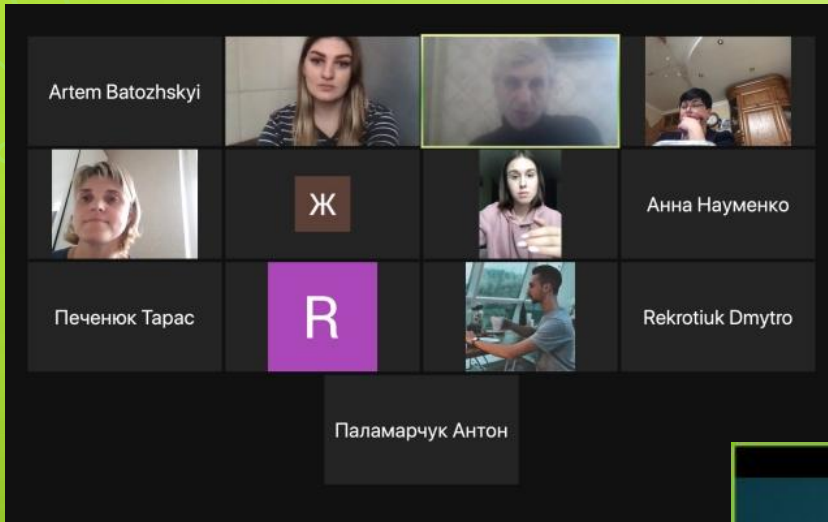 Artem Batozhskyi
Ж
Анна Науменко
Печенюк Тарас
R
Rekrotiuk Dmytro
Паламарчук Антон